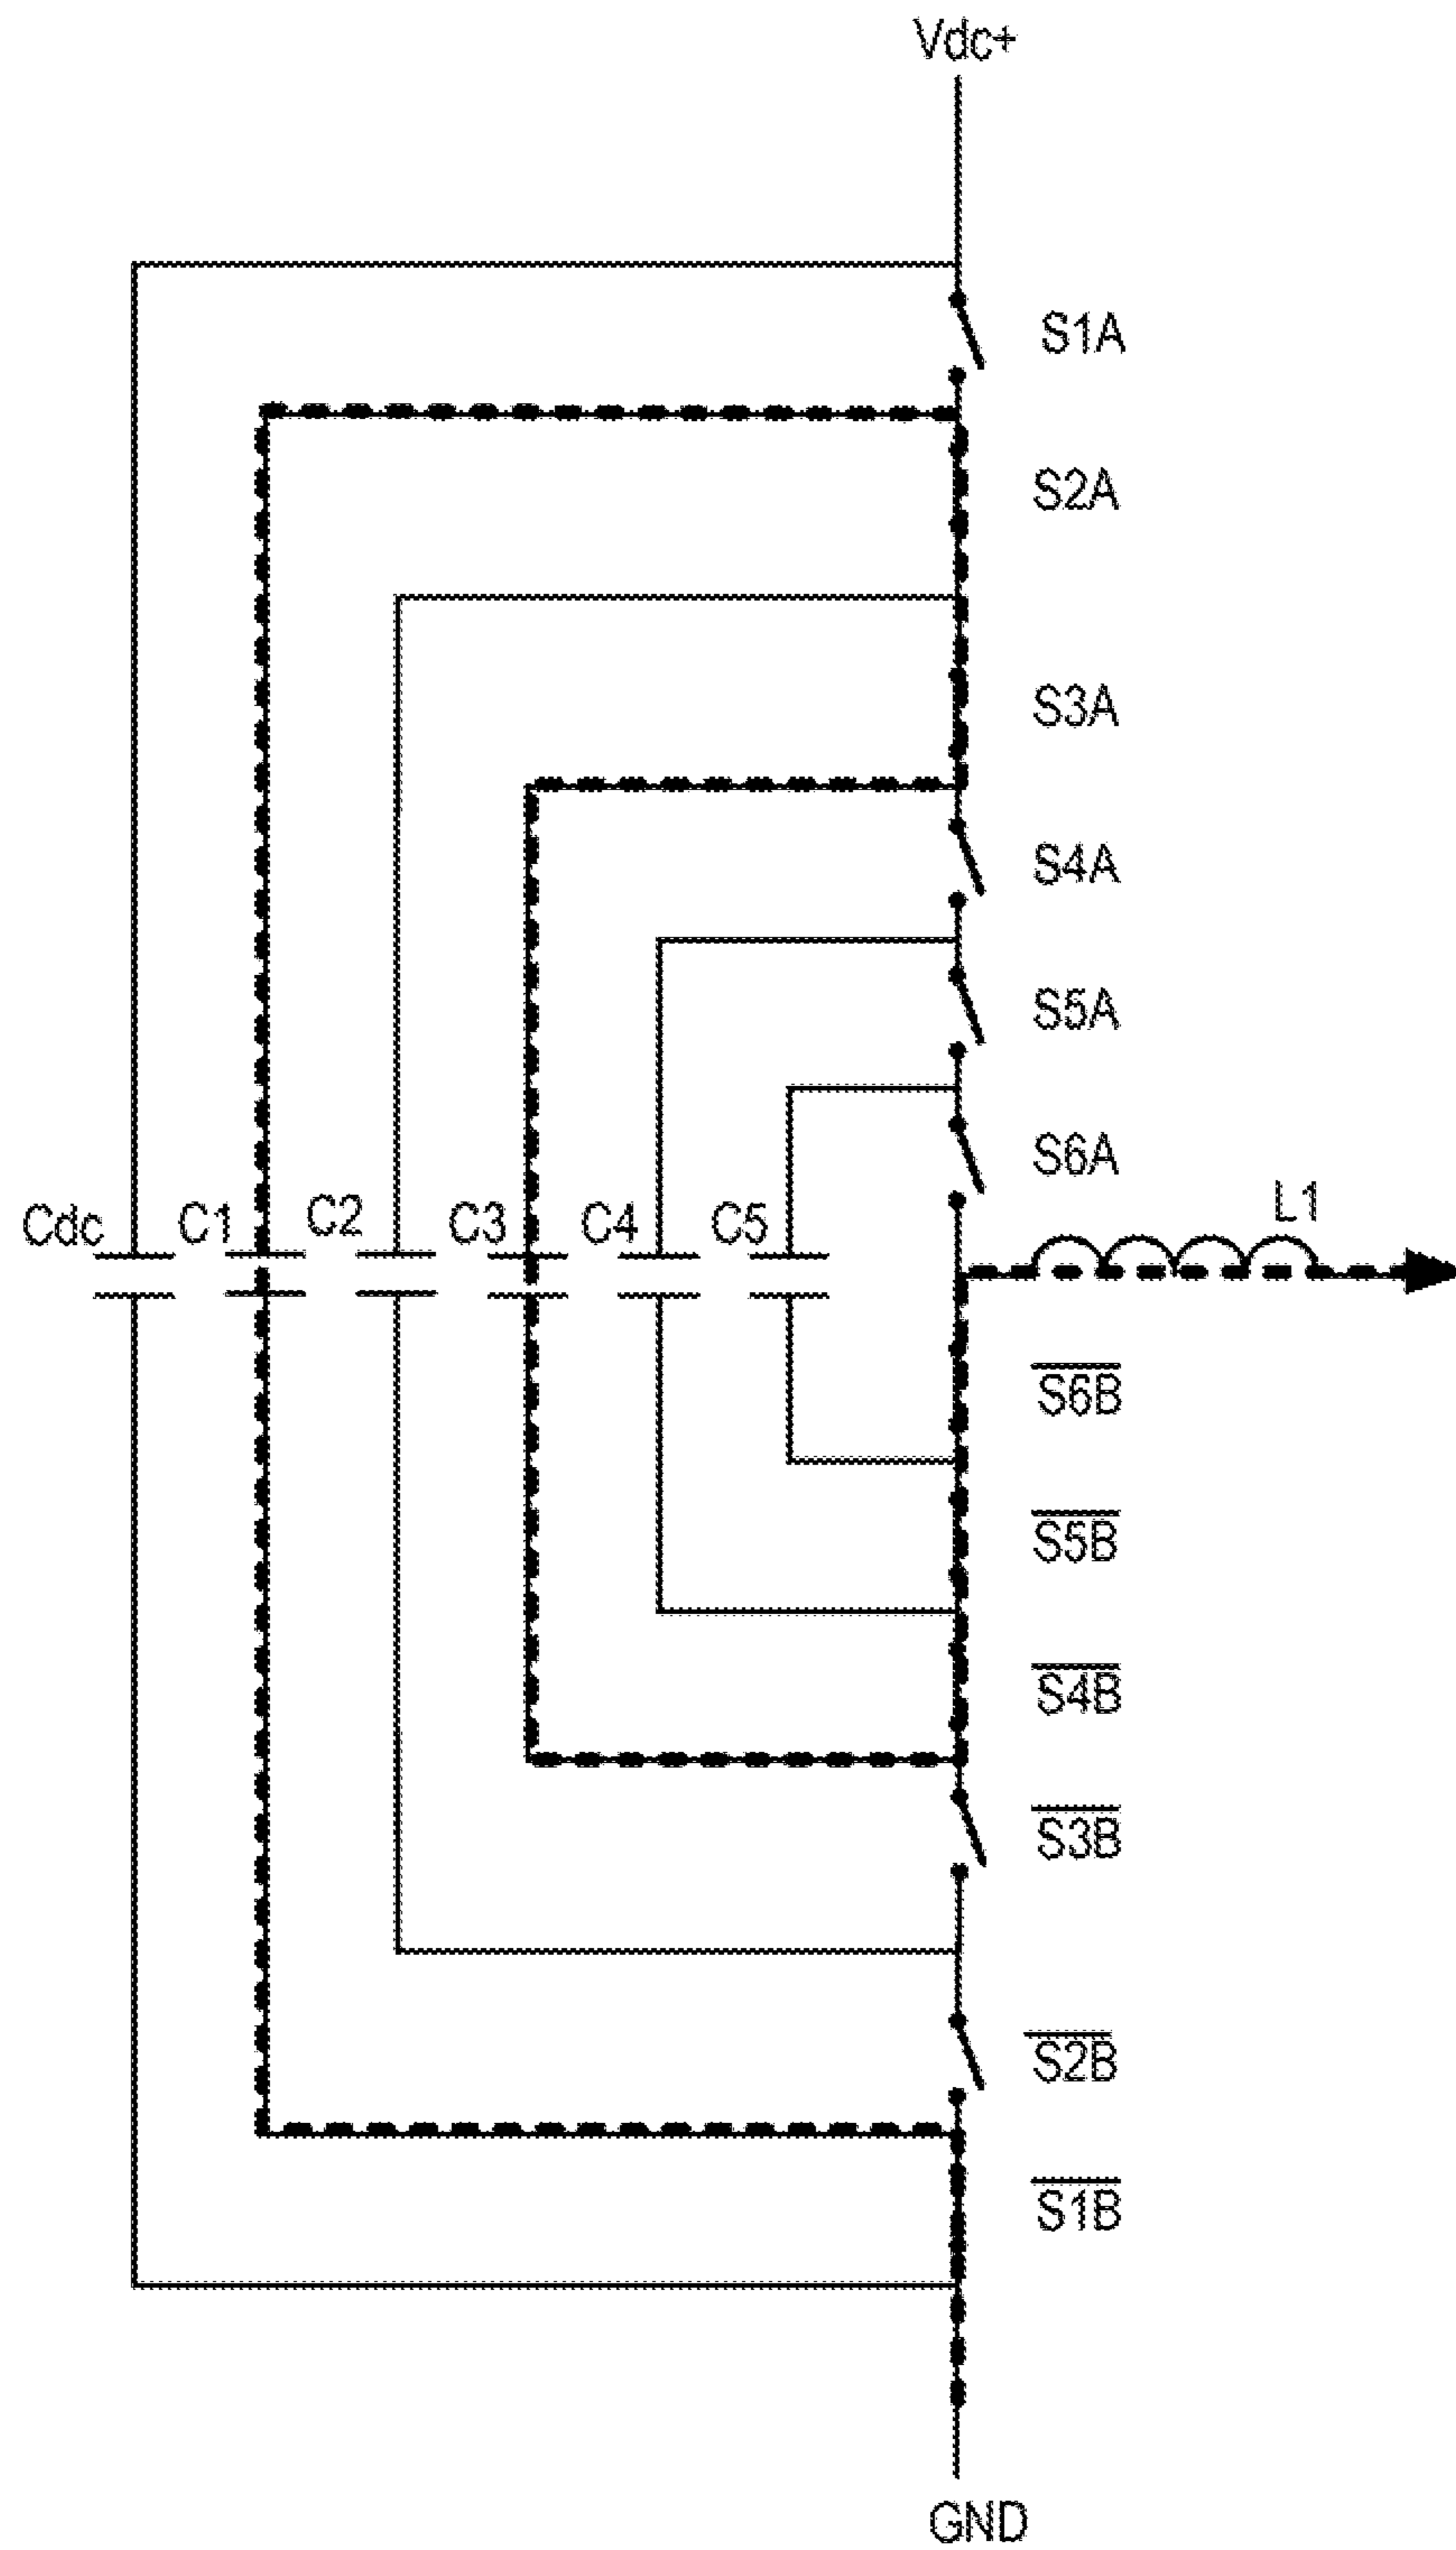 Vdc+
S1A
S2A
S3A
S4A
S5A
S6A
Cdc C1 C2 C3 C4 C5 L1
S6B
S5B
S4B
S3B
S2B
S1B
GND